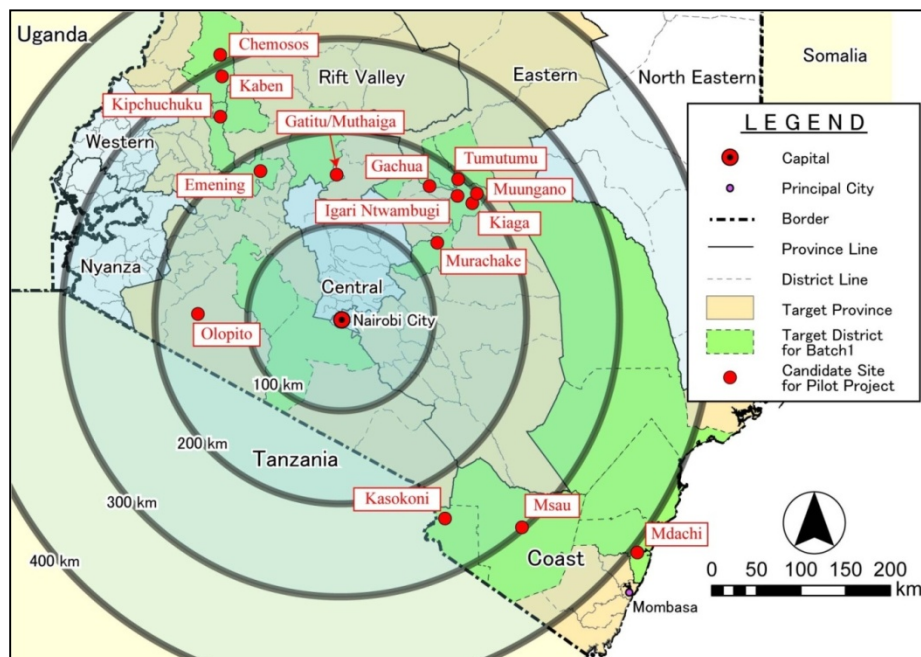 Uganda
Chemosos
Kaben
Rift Valley
Eastern
North Eastern
Somalia
Kipchuchuku
Gatitu/Muthaiga
Western
Gachua
Tumutumu
Emening
Muungano
Igari Ntwambugi
Kiaga
Nyanza
Murachake
Central
Olopito
Nairobi City
100 km
200 km
Tanzania
300 km
Kasokoni
Msau
Mdachi
400 km
Coast
Mombasa
LEGEND
Capital
Principal City
Border
Province Line
District Line
Target Province
Target District
for Batch1
Candidate Site
for Pilot Project
0 50 100 150 200
km